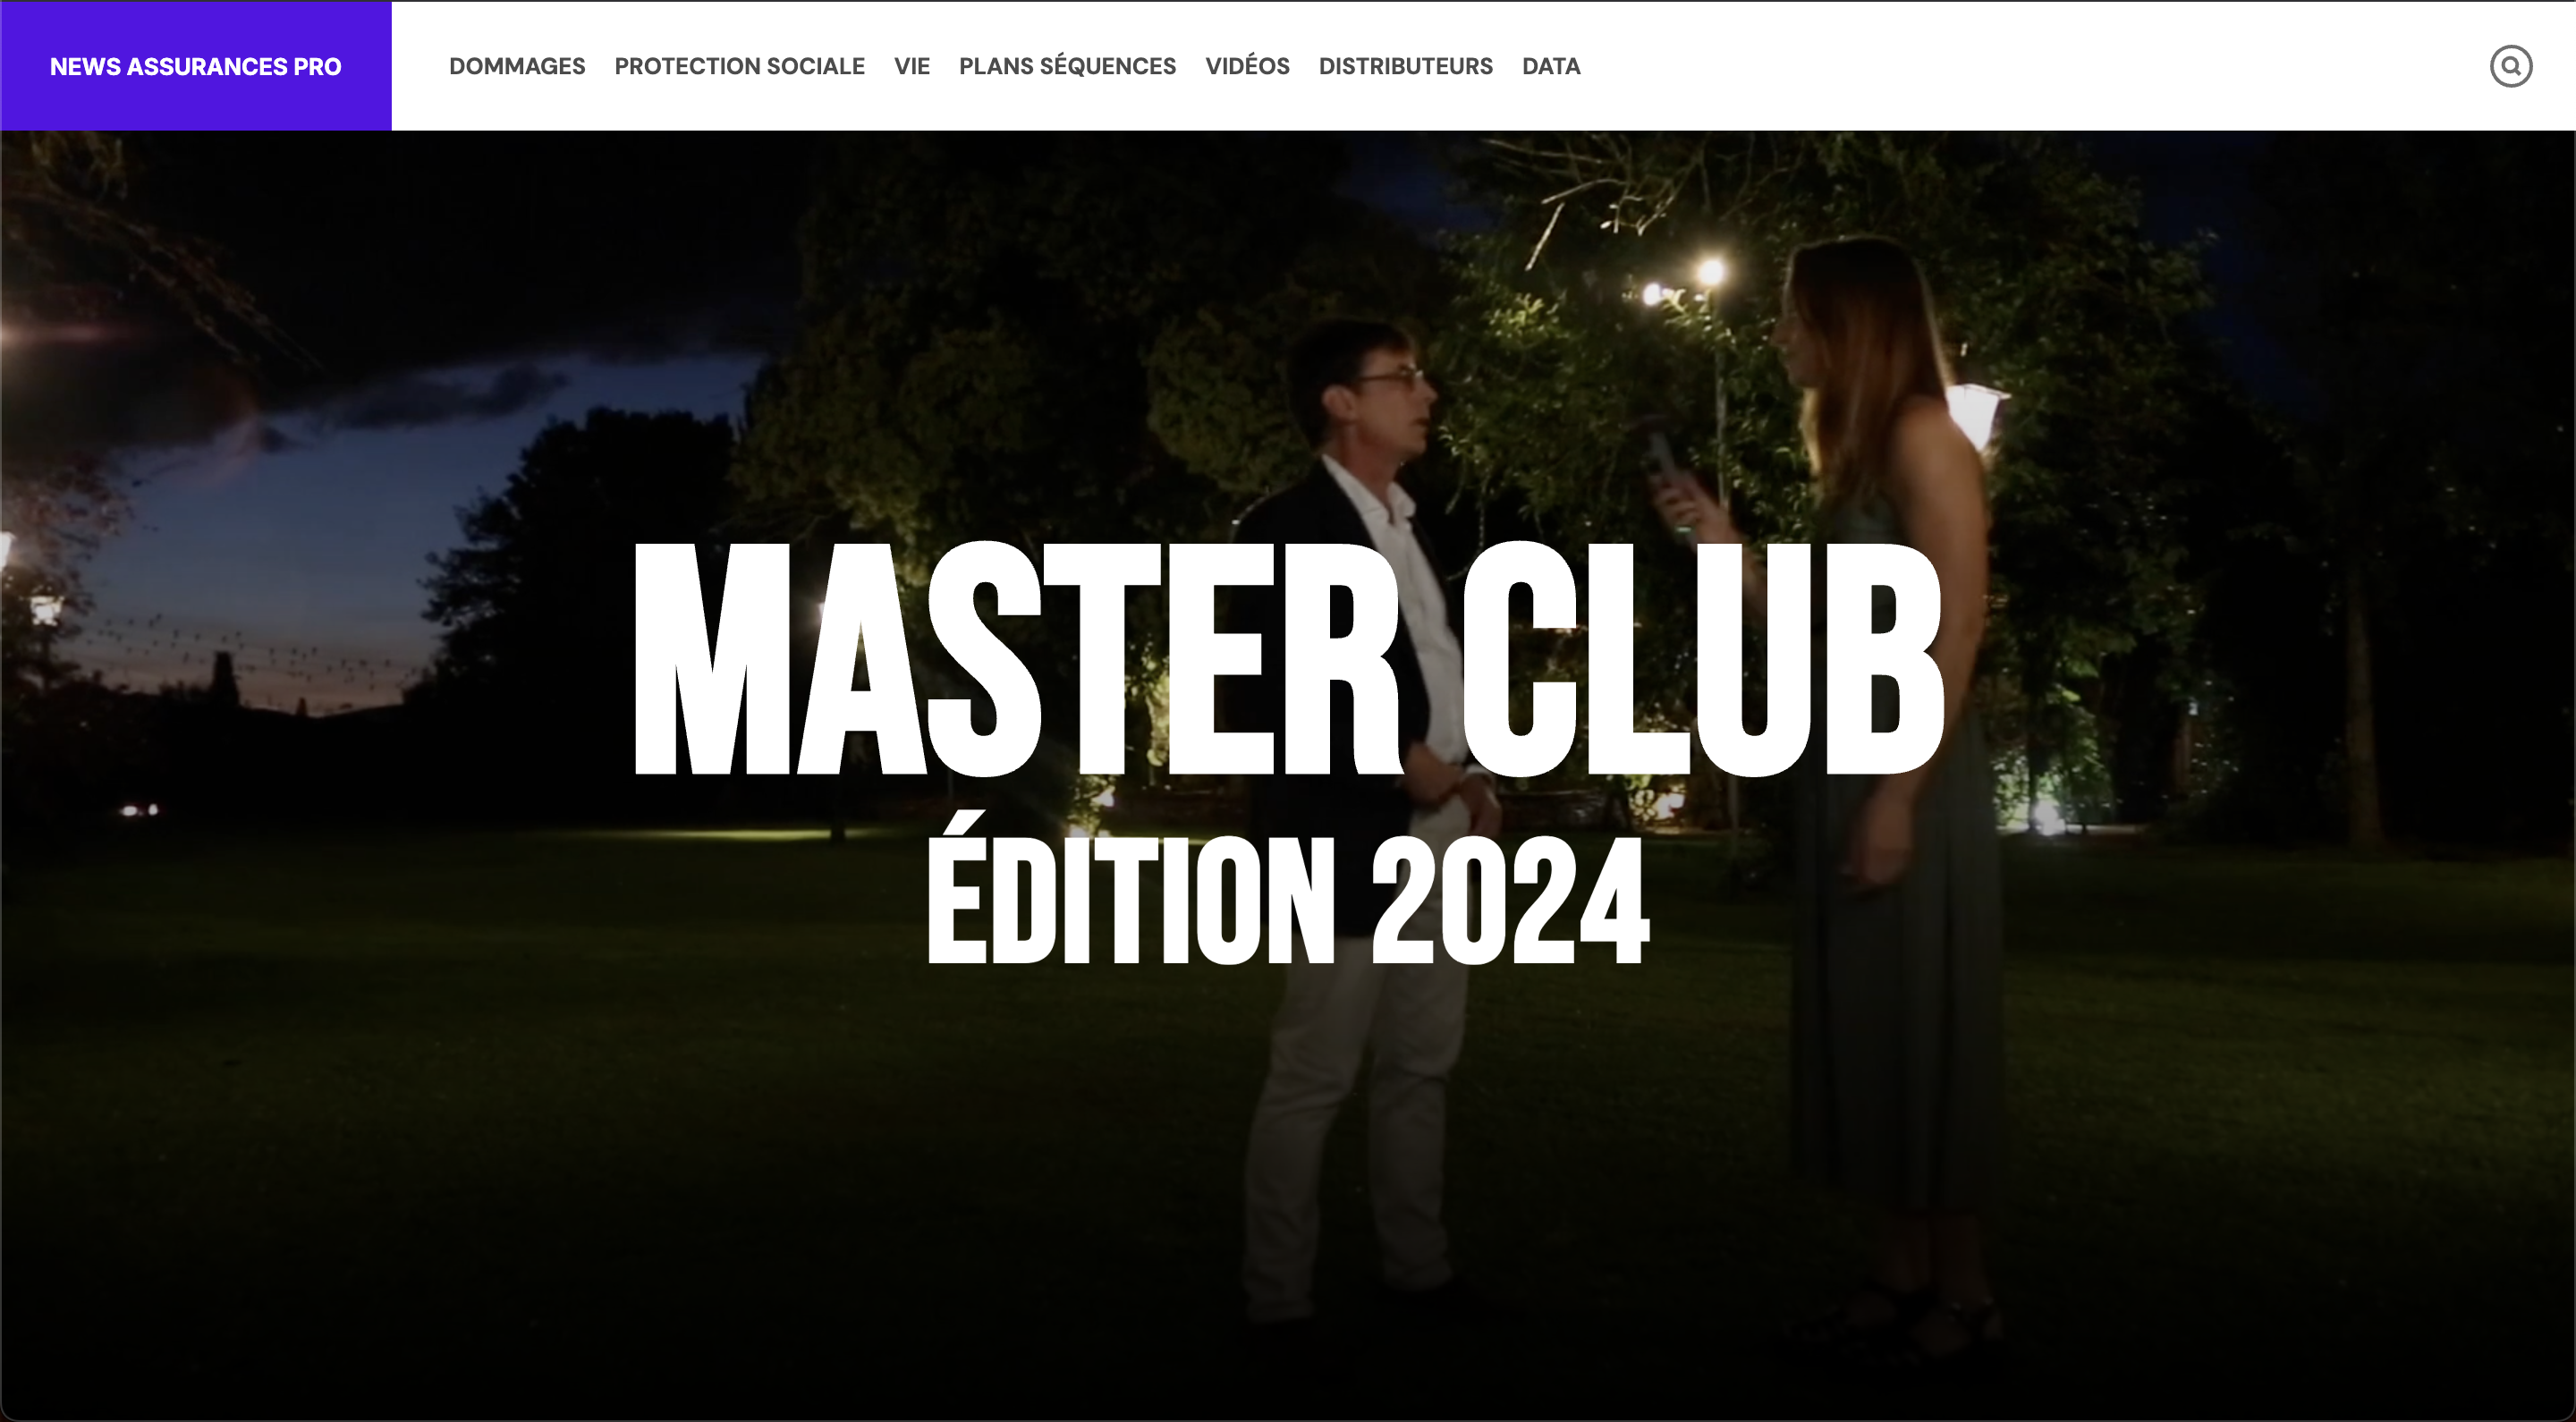 NEWS ASSURANCES PRO
DOMMAGES PROTECTION SOCIALE VIE PLANS SÉQUENCES VIDÉOS DISTRIBUTEURS DATA
MASTER CLUB
ÉDITION 2024